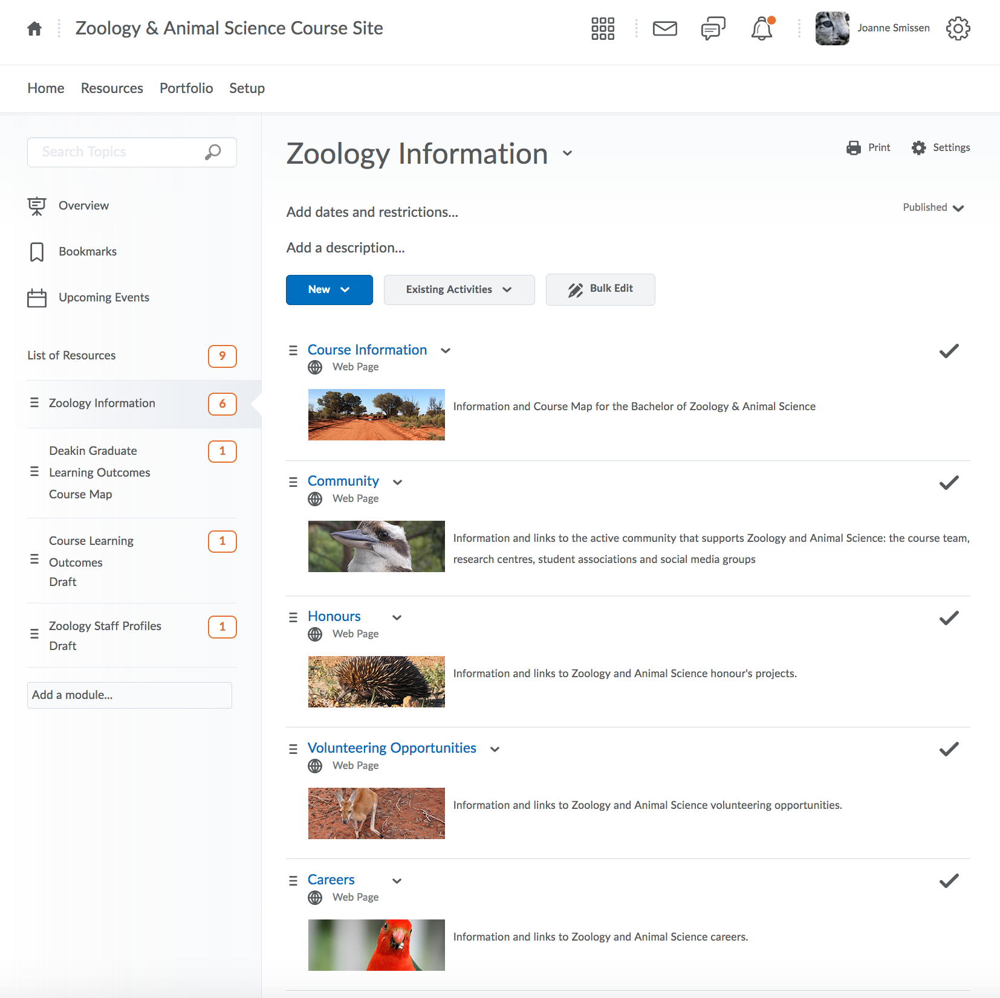 Zoology & Animal Science Course Site
Joanne Smissen
Home Resources Portfolio Setup
Search Topics
Overview
Bookmarks
Upcoming Events
List of Resources 9
Zoology Information 6
Deakin Graduate 1
Learning Outcomes
Course Map
Course Learning 1
Outcomes
Draft
Zoology Staff Profiles 1
Draft
Add a module...
Zoology Information
Print Settings
Add dates and restrictions...
Published
Add a description...
New Existing Activities Bulk Edit
Course Information
Web Page
Information and Course Map for the Bachelor of Zoology & Animal Science
Community
Web Page
Information and links to the active community that supports Zoology and Animal Science: the course team,
research centres, student associations and social media groups
Honours
Web Page
Information and links to Zoology and Animal Science honour's projects.
Volunteering Opportunities
Web Page
Information and links to Zoology and Animal Science volunteering opportunities.
Careers
Web Page
Information and links to Zoology and Animal Science careers.